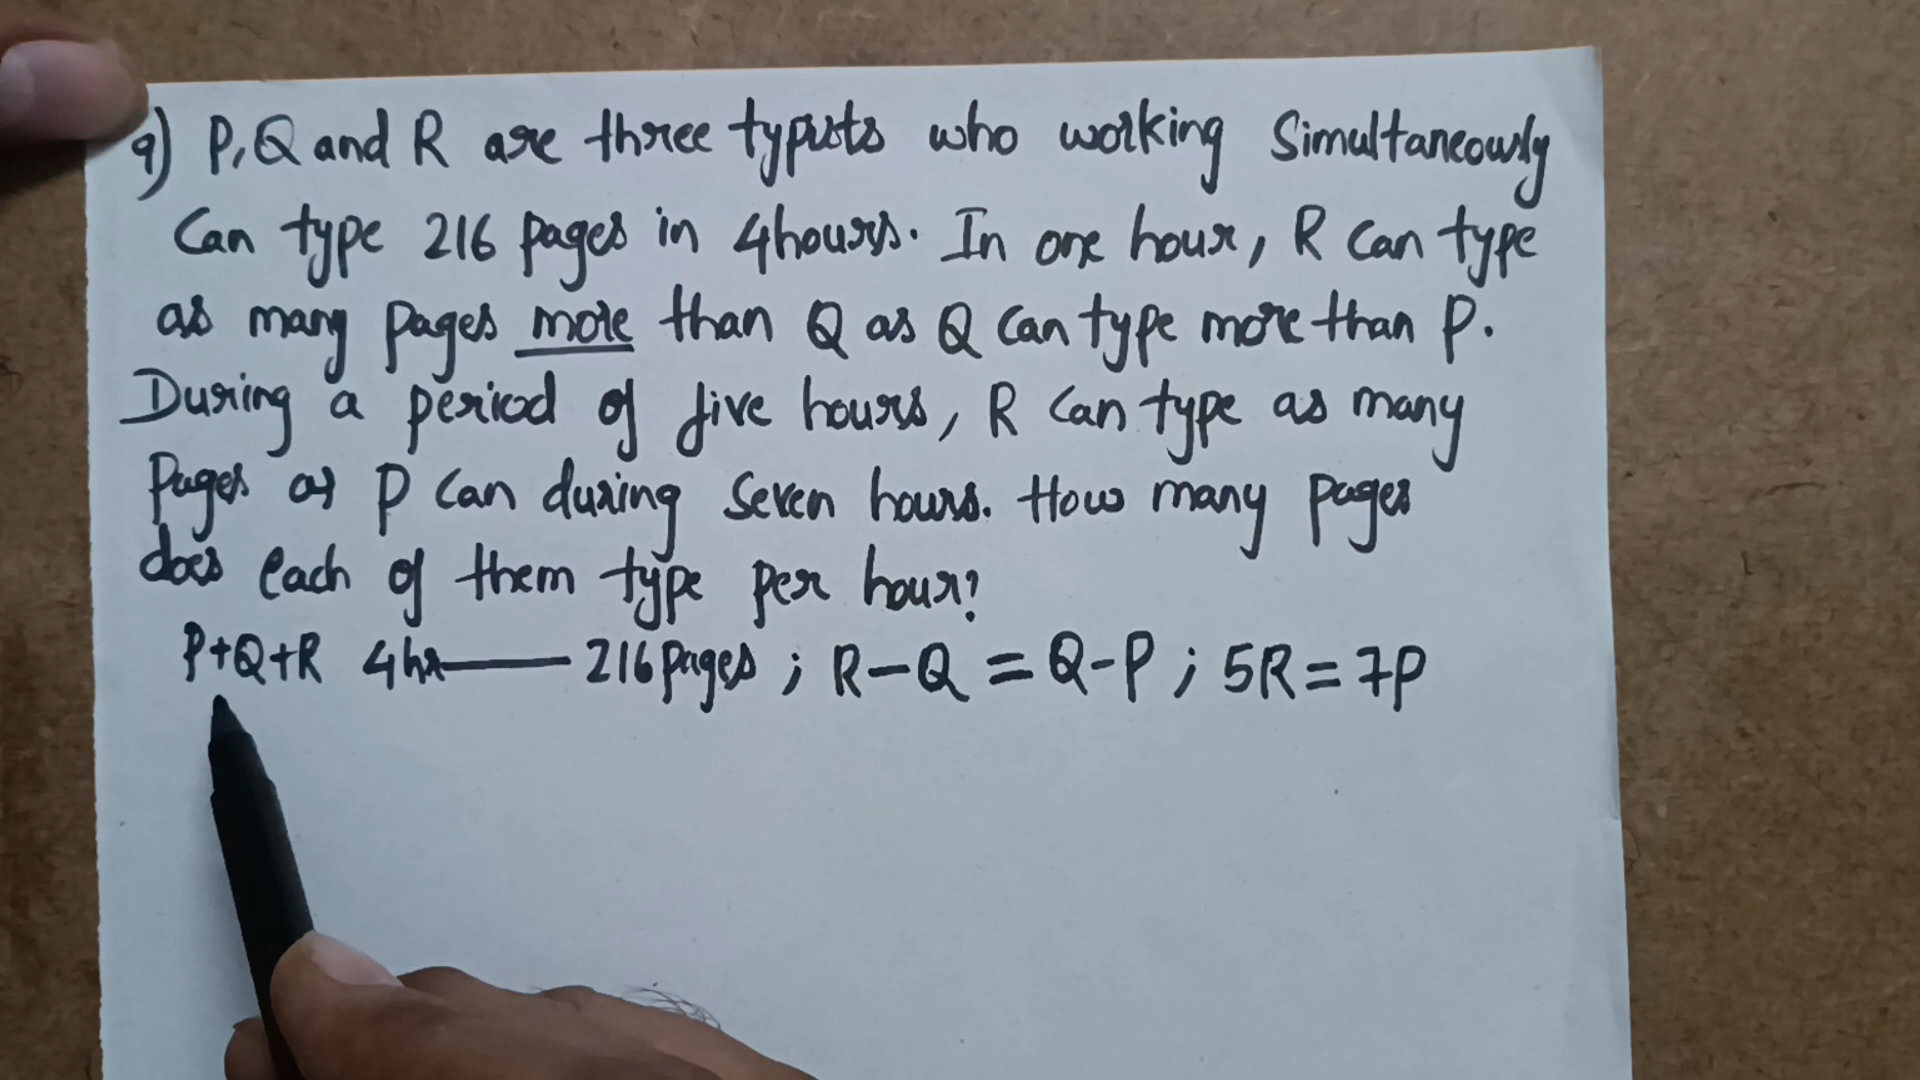 9) P, Q and R are three typists who working Simultaneously
Can type 216 pages in 4hours. In one hour, R Can type
as many pages more than Q as Q Can type more than P.
During a period of five hours, R Can type as many
Pages as P Can during Seven hours. How many pages
does each of them type per hour?
P+Q+R 4hr—216 pages ; R-Q = Q-P ; 5R = 7P